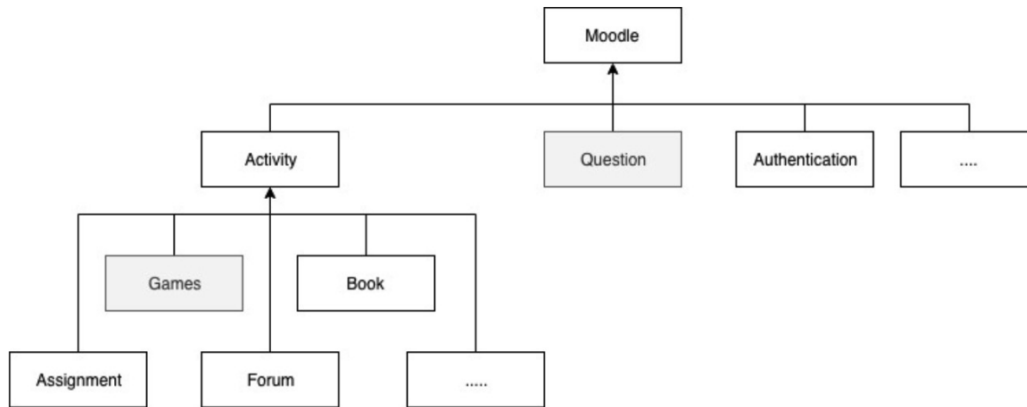 Moodle
Activity
Question
Authentication
....
Games
Book
Assignment
Forum
.....